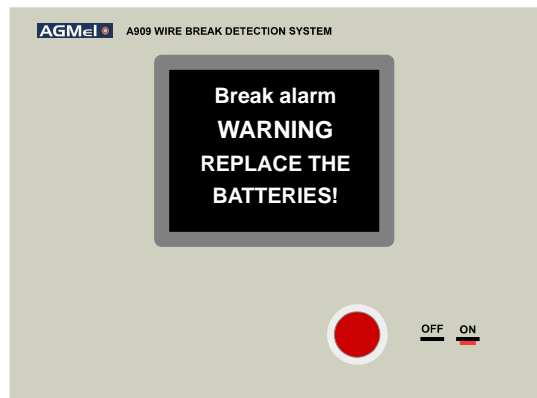 AGMel A909 WIRE BREAK DETECTION SYSTEM
Break alarm
WARNING
REPLACE THE
BATTERIES!
OFF ON